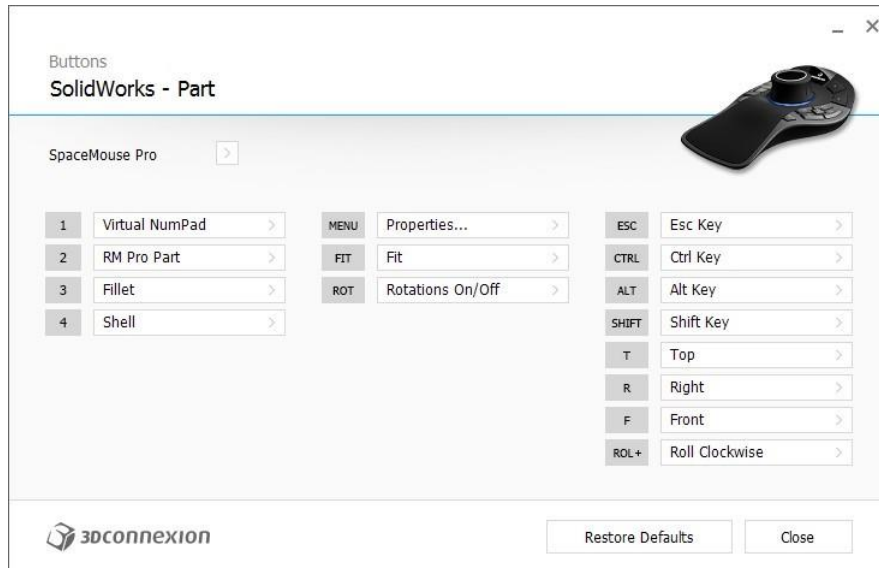 Buttons
SolidWorks - Part
SpaceMouse Pro
1 Virtual NumPad
2 RM Pro Part
3 Fillet
4 Shell
MENU Properties...
FIT Fit
ROT Rotations On/Off
ESC Esc Key
CTRL Ctrl Key
ALT Alt Key
SHIFT Shift Key
T Top
R Right
F Front
ROL+ Roll Clockwise
3Dconnexion
Restore Defaults
Close